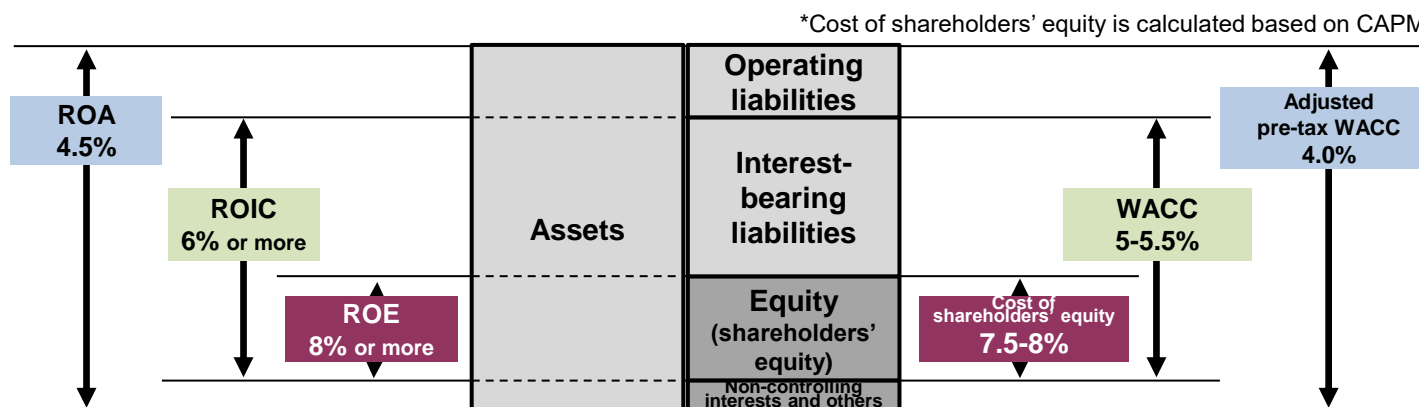 *Cost of shareholders’ equity is calculated based on CAPM
ROA
4.5%
ROIC
6% or more
ROE
8% or more
Assets
Operating
liabilities
Interest-
bearing
liabilities
Equity
(shareholders’
equity)
Non-controlling
interests and others
Cost of
shareholders’ equity
7.5-8%
WACC
5-5.5%
Adjusted
pre-tax WACC
4.0%